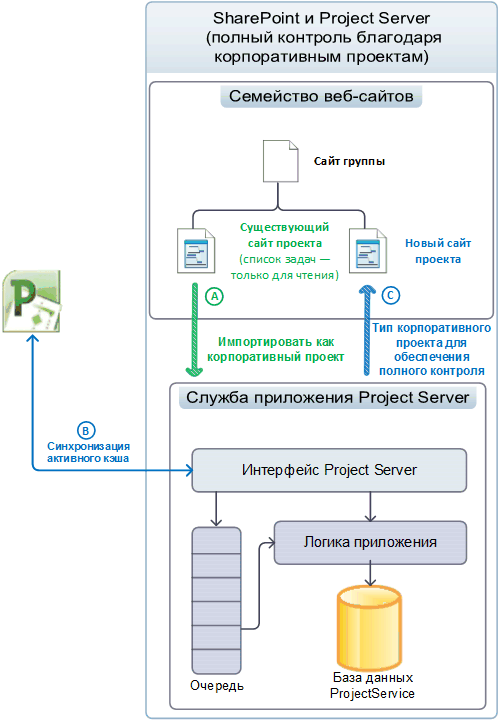 SharePoint и Project Server
(полный контроль благодаря
корпоративным проектам)
Семейство веб-сайтов
Сайт группы
Существующий
сайт проекта
(список задач —
только для чтения)
Новый сайт
проекта
A
C
Импортировать как
корпоративный проект
Тип корпоративного
проекта для
обеспечения
полного контроля
P
Служба приложения Project Server
B
Синхронизация
активного кэша
Интерфейс Project Server
Логика приложения
Очередь
База данных
ProjectService